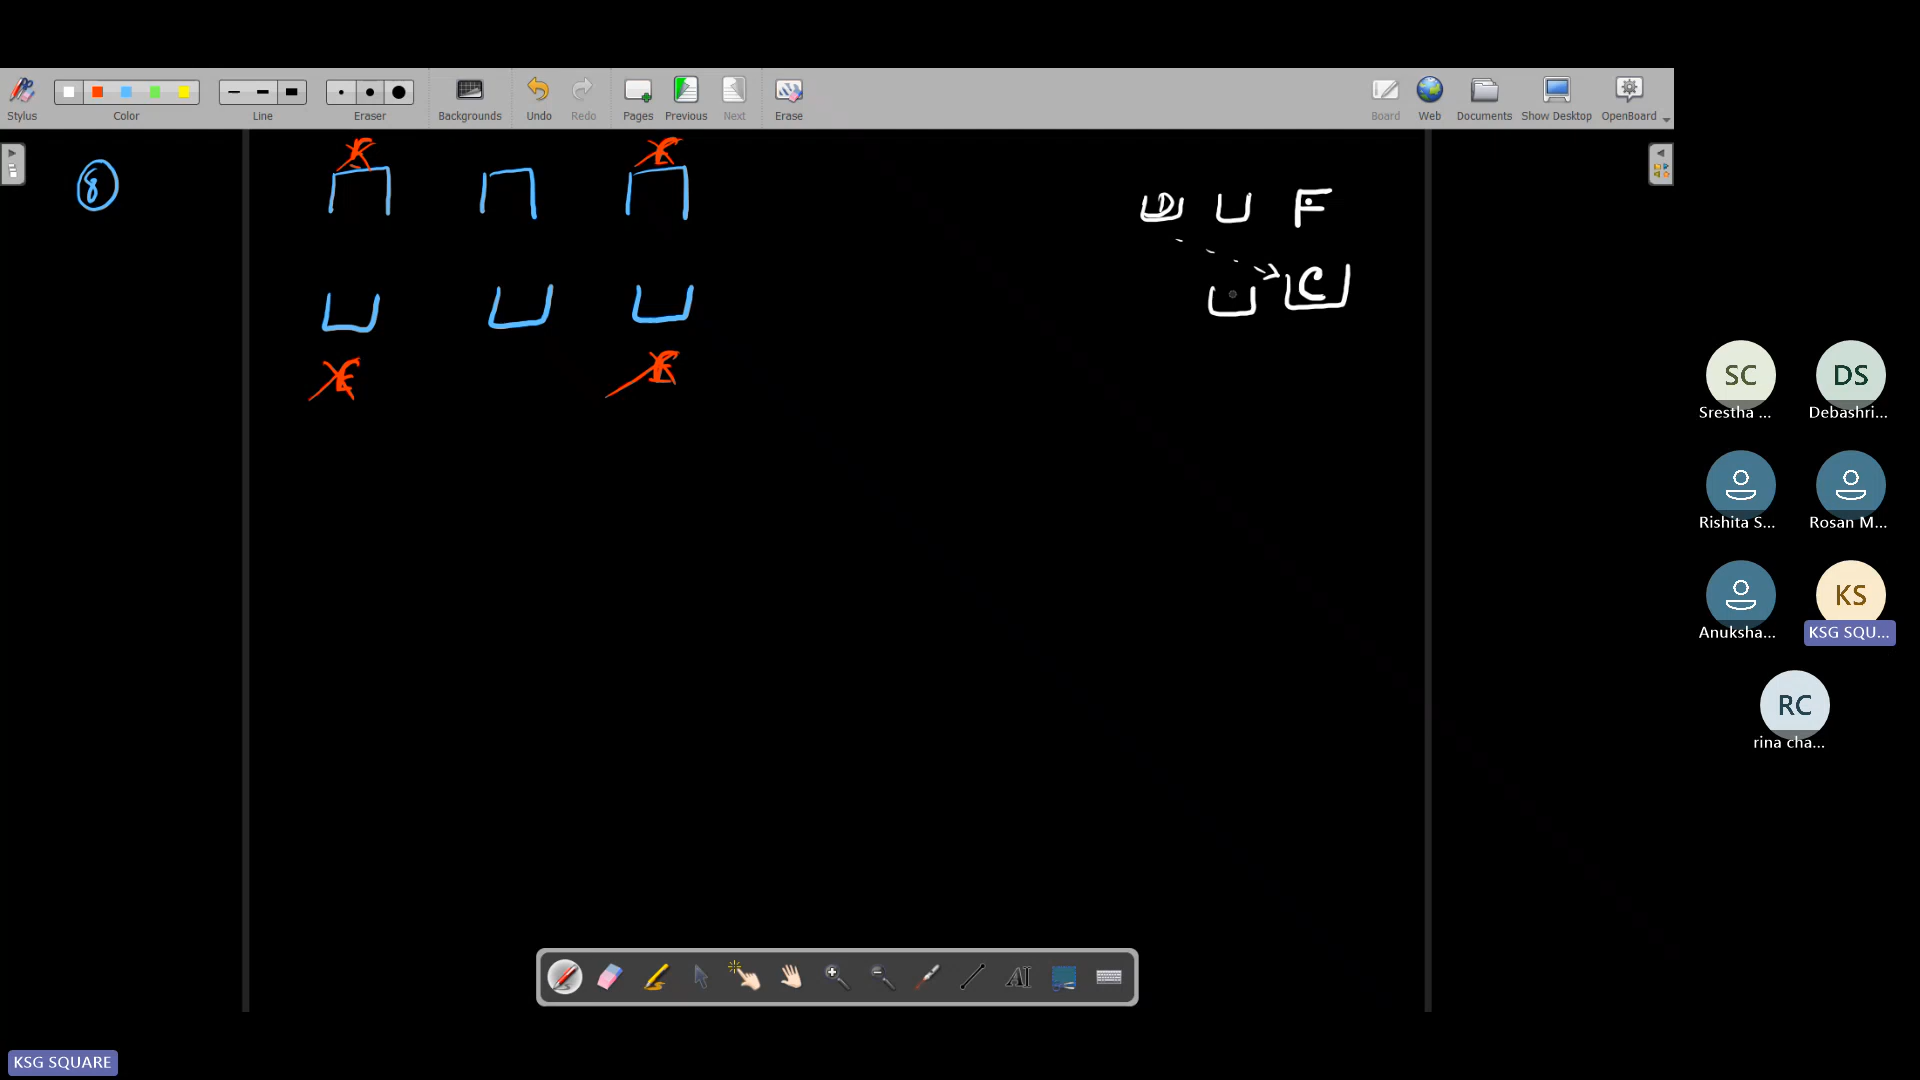 Stylus Color Line Eraser Backgrounds Undo Redo Pages Previous Next Erase Board Web Documents Show Desktop OpenBoard
8
D F
C
SC DS
Srestha ... Debashri...
Rishita S... Rosan M...
KS
Anuksha... KSG SQU...
RC
rina cha...
AI
KSG SQUARE